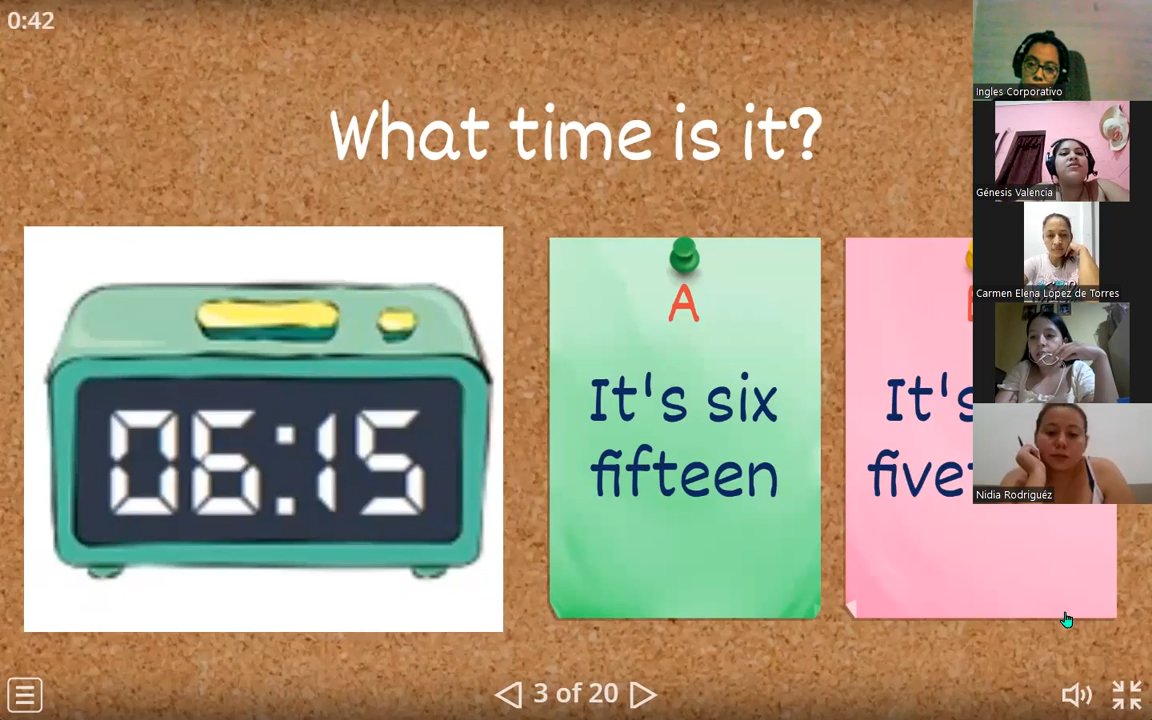 0:42
What time is it?
06:15
A
It's six
fifteen
It's
five
3 of 20
Ingles Corporativo
Génesis Valencia
Carmen Elena López de Torres
Nidia Rodriguéz